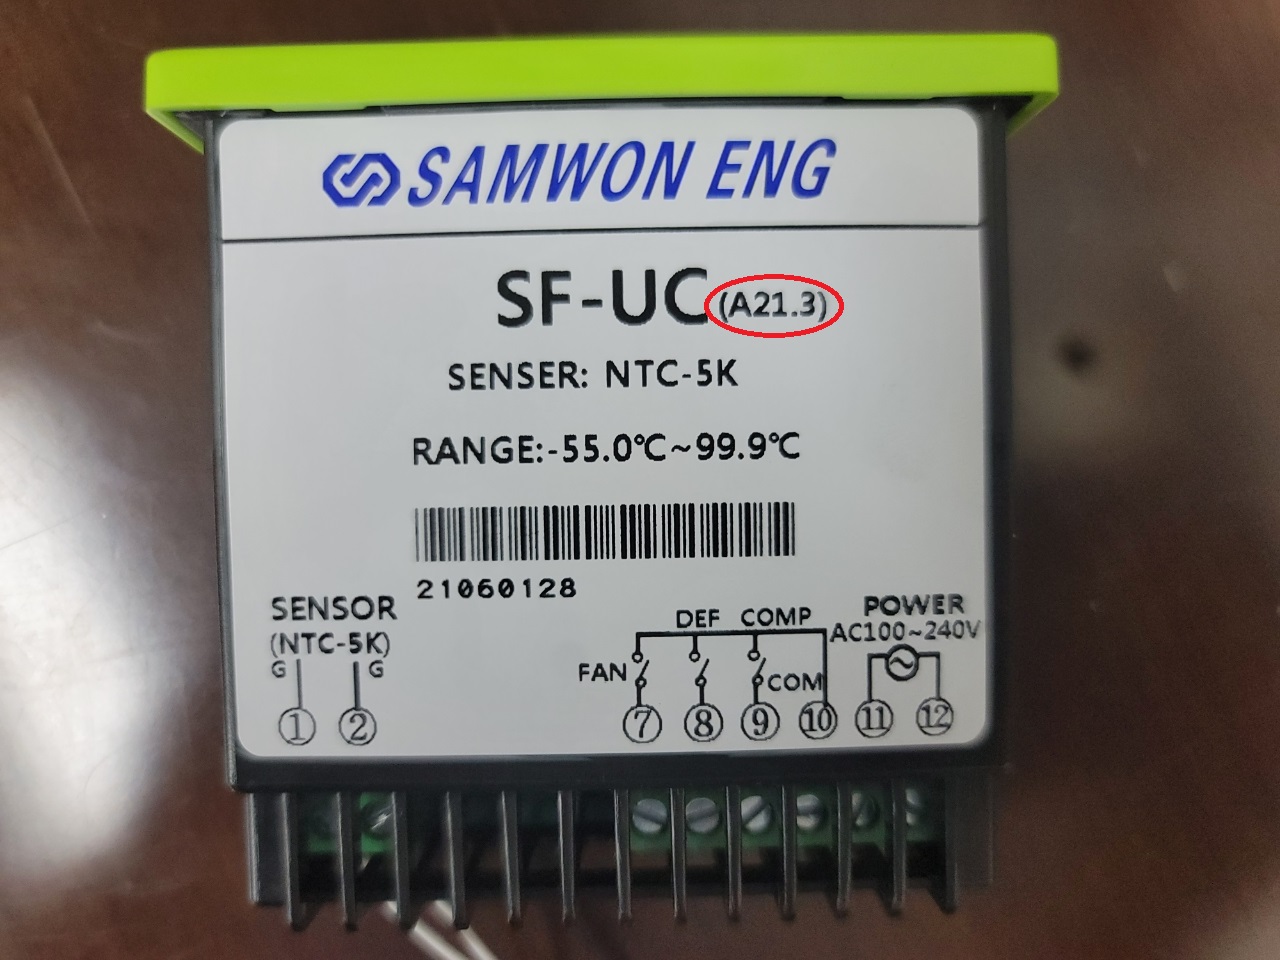 SAMWON ENG
SF-UC (A21.3)
SENSER: NTC-5K
RANGE:-55.0℃~99.9℃
21060128
SENSOR
(NTC-5K)
G G
1 2
DEF COMP
FAN
COM
7 8 9 10
POWER
AC100~240V
11 12